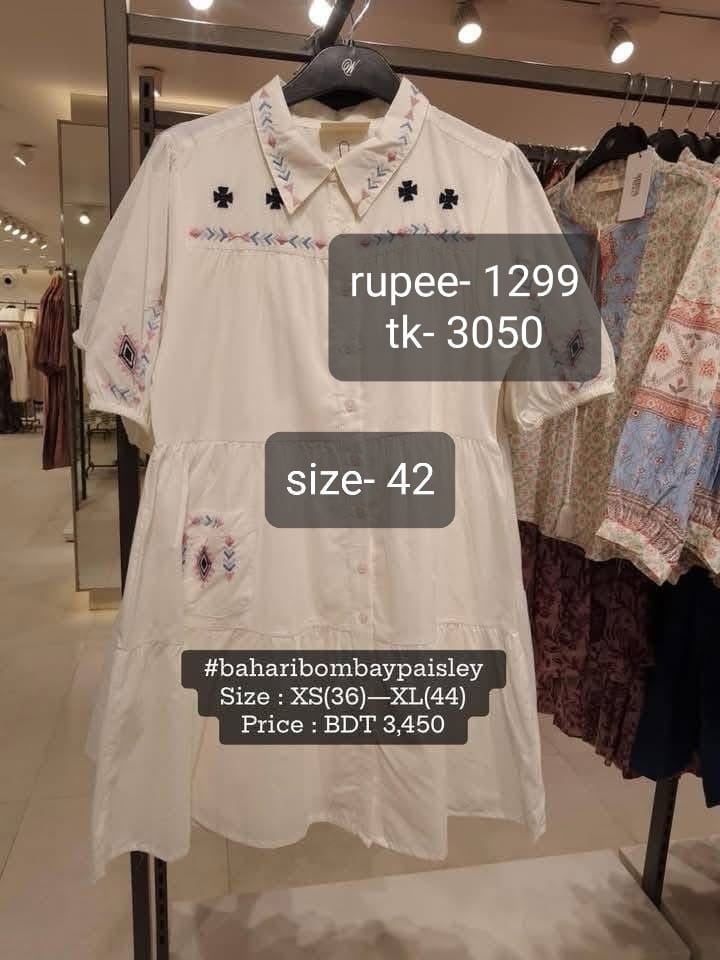 W
rupee- 1299
tk- 3050
size- 42
#baharibombaypaisley
Size : XS(36)—XL(44)
Price : BDT 3,450